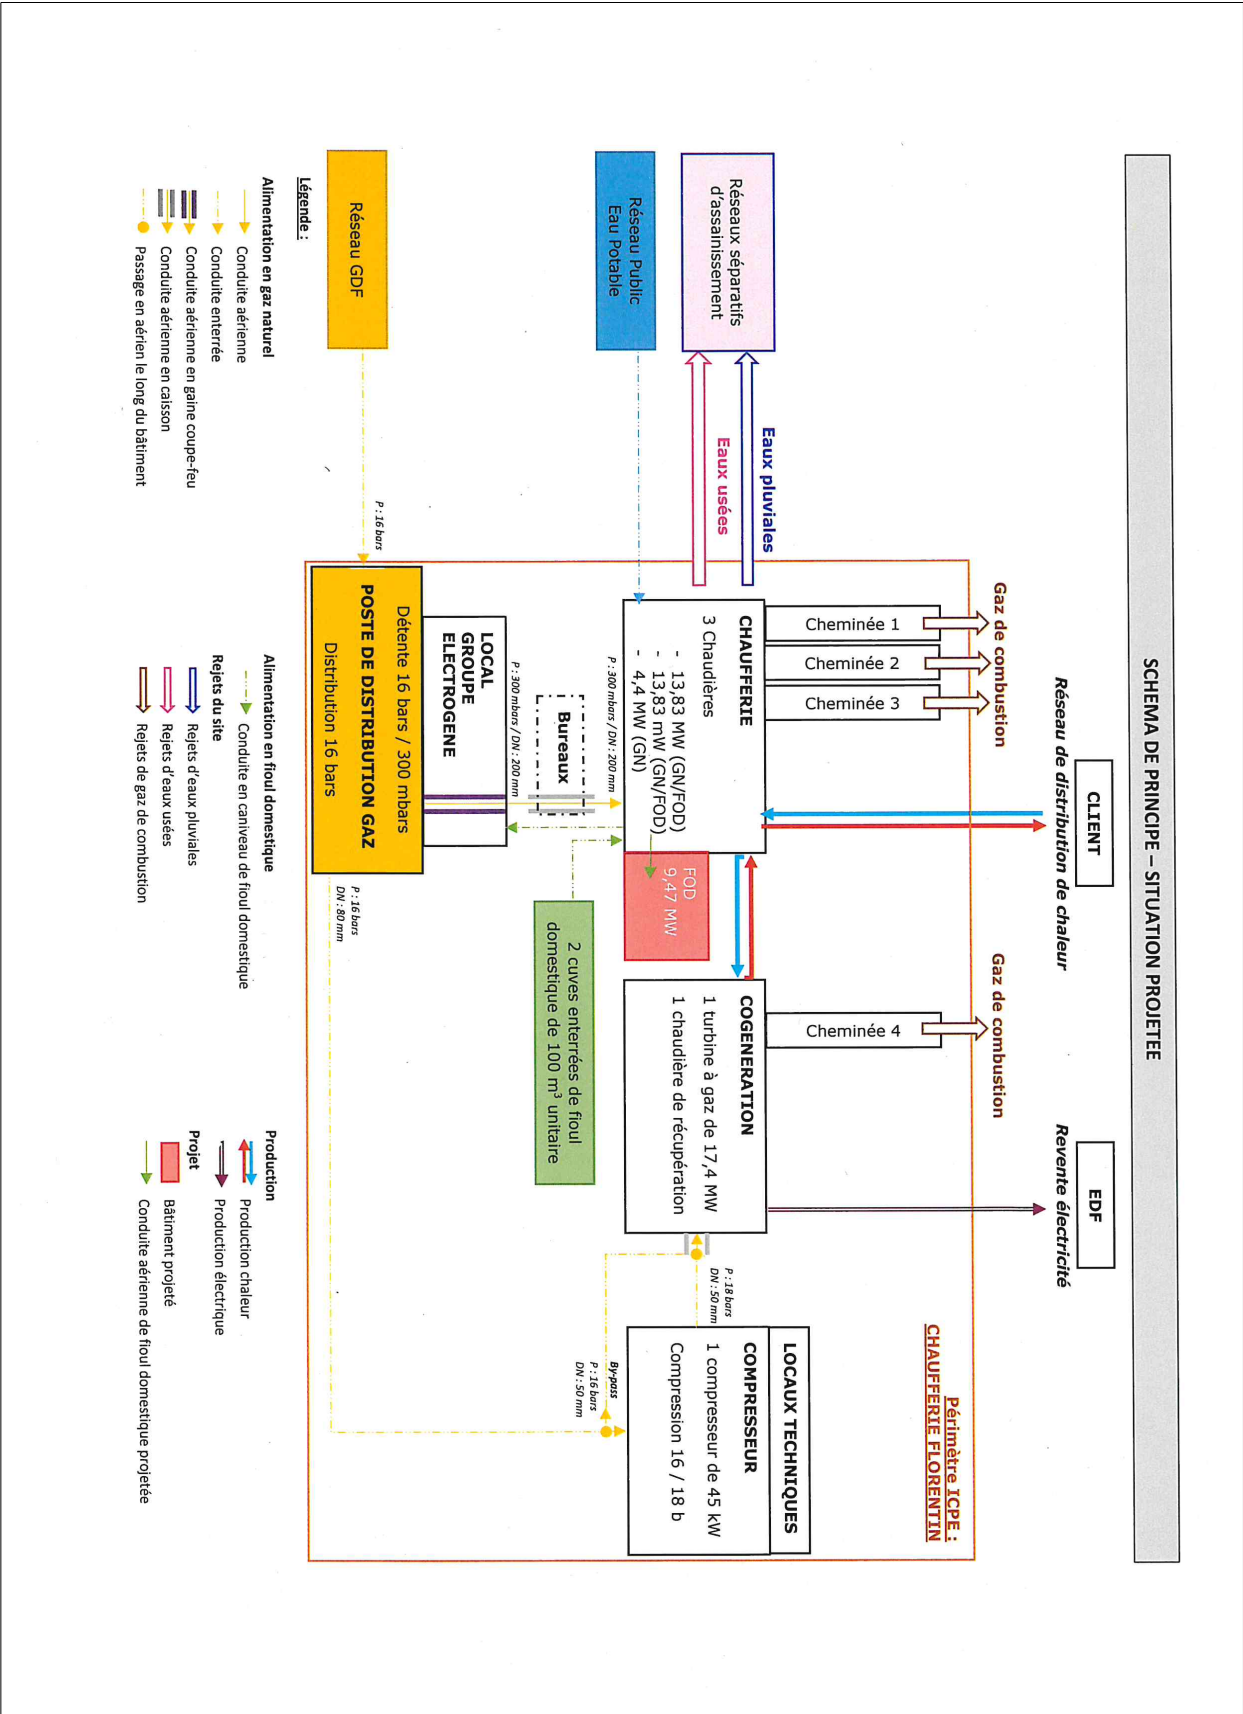 SCHEMA DE PRINCIPE – SITUATION PROJETEE
CLIENT
Réseau de distribution de chaleur
EDF
Revente électricité
Gaz de combustion
Gaz de combustion
Périmètre ICPE :
CHAUFFERIE FLORENTIN
Cheminée 1
Cheminée 2
Cheminée 3
Cheminée 4
Réseaux séparatifs
d'assainissement
Eaux pluviales
Eaux usées
Réseau Public
Eau Potable
CHAUFFERIE
3 Chaudières
- 13,83 MW (GN/FOD)
- 13,83 mW (GN/FOD)
- 4,4 MW (GN)
FOD
9,47 MW
COGENERATION
1 turbine à gaz de 17,4 MW
1 chaudière de récupération
LOCAUX TECHNIQUES
COMPRESSEUR
1 compresseur de 45 kW
Compression 16 / 18 b
P : 18 bars
DN : 50 mm
By-pass
P : 16 bars
DN : 50 mm
P : 300 mbars / DN : 200 mm
Bureaux
2 cuves enterrées de fioul
domestique de 100 m³ unitaire
P : 300 mbars / DN : 200 mm
LOCAL
GROUPE
ELECTROGENE
Réseau GDF
P : 16 bars
Détente 16 bars / 300 mbars
POSTE DE DISTRIBUTION GAZ
Distribution 16 bars
P : 16 bars
DN : 80 mm
Légende :
Alimentation en gaz naturel
Conduite aérienne
Conduite enterrée
Conduite aérienne en gaine coupe-feu
Conduite aérienne en caisson
Passage en aérien le long du bâtiment
Alimentation en fioul domestique
Conduite en caniveau de fioul domestique
Rejets du site
Rejets d'eaux pluviales
Rejets d'eaux usées
Rejets de gaz de combustion
Production
Production chaleur
Production électrique
Projet
Bâtiment projeté
Conduite aérienne de fioul domestique projetée